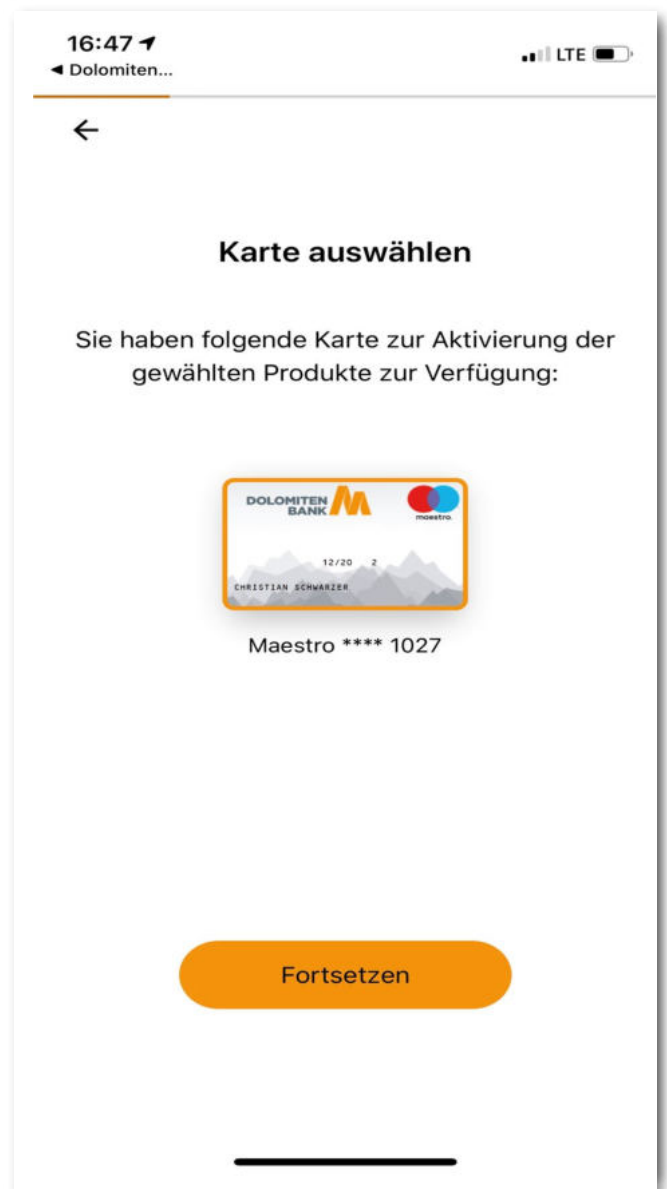 16:47
LTE
◄ Dolomiten...
Karte auswählen
Sie haben folgende Karte zur Aktivierung der
gewählten Produkte zur Verfügung:
DOLOMITEN
BANK
maestro.
12/20 2
CHRISTIAN SCHWARZER
Maestro **** 1027
Fortsetzen